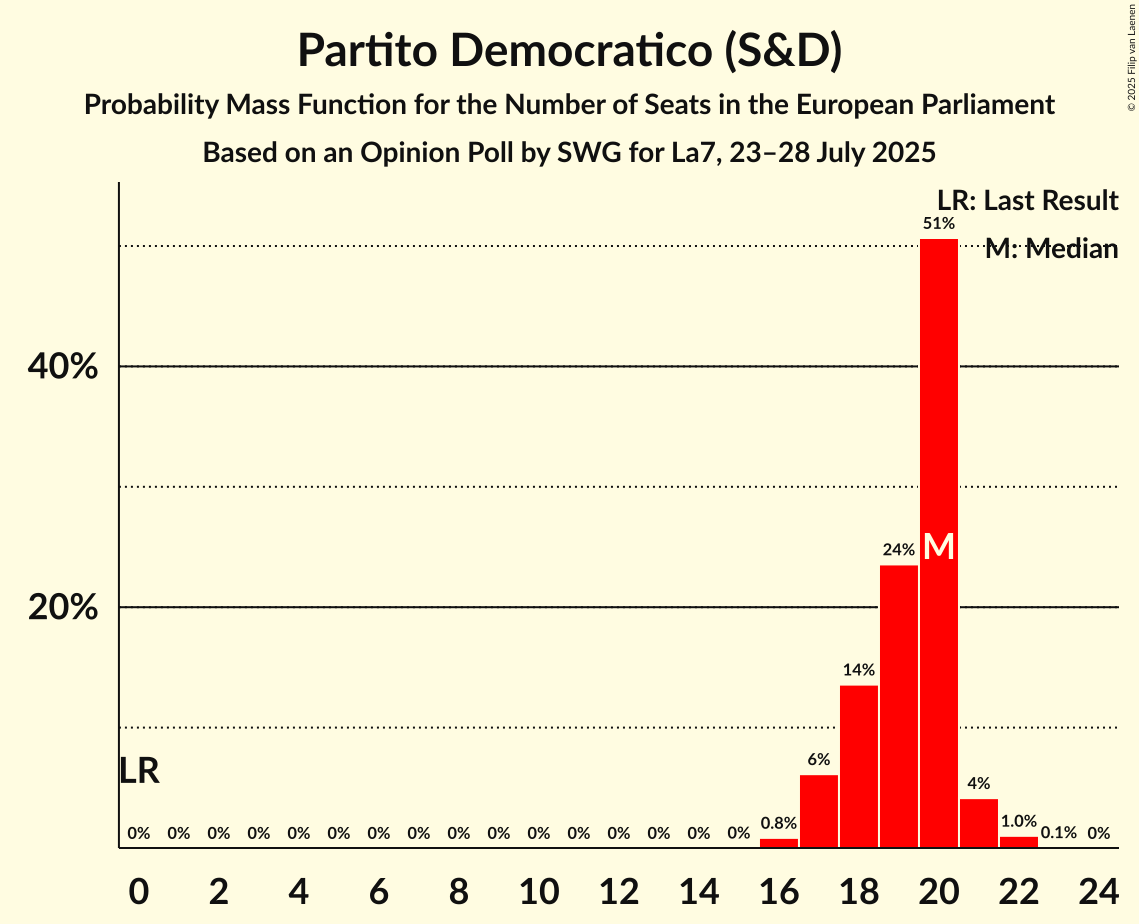 Partito Democratico (S&D)
Probability Mass Function for the Number of Seats in the European Parliament
Based on an Opinion Poll by SWG for La7, 23–28 July 2025
© 2025 Filip van Laenen
LR: Last Result
M: Median
51%
40%
24%
M
20%
14%
6%
4%
LR
0% 0% 0% 0% 0% 0% 0% 0% 0% 0% 0% 0% 0% 0% 0% 0% 0.8% 1.0% 0.1% 0%
0 2 4 6 8 10 12 14 16 18 20 22 24